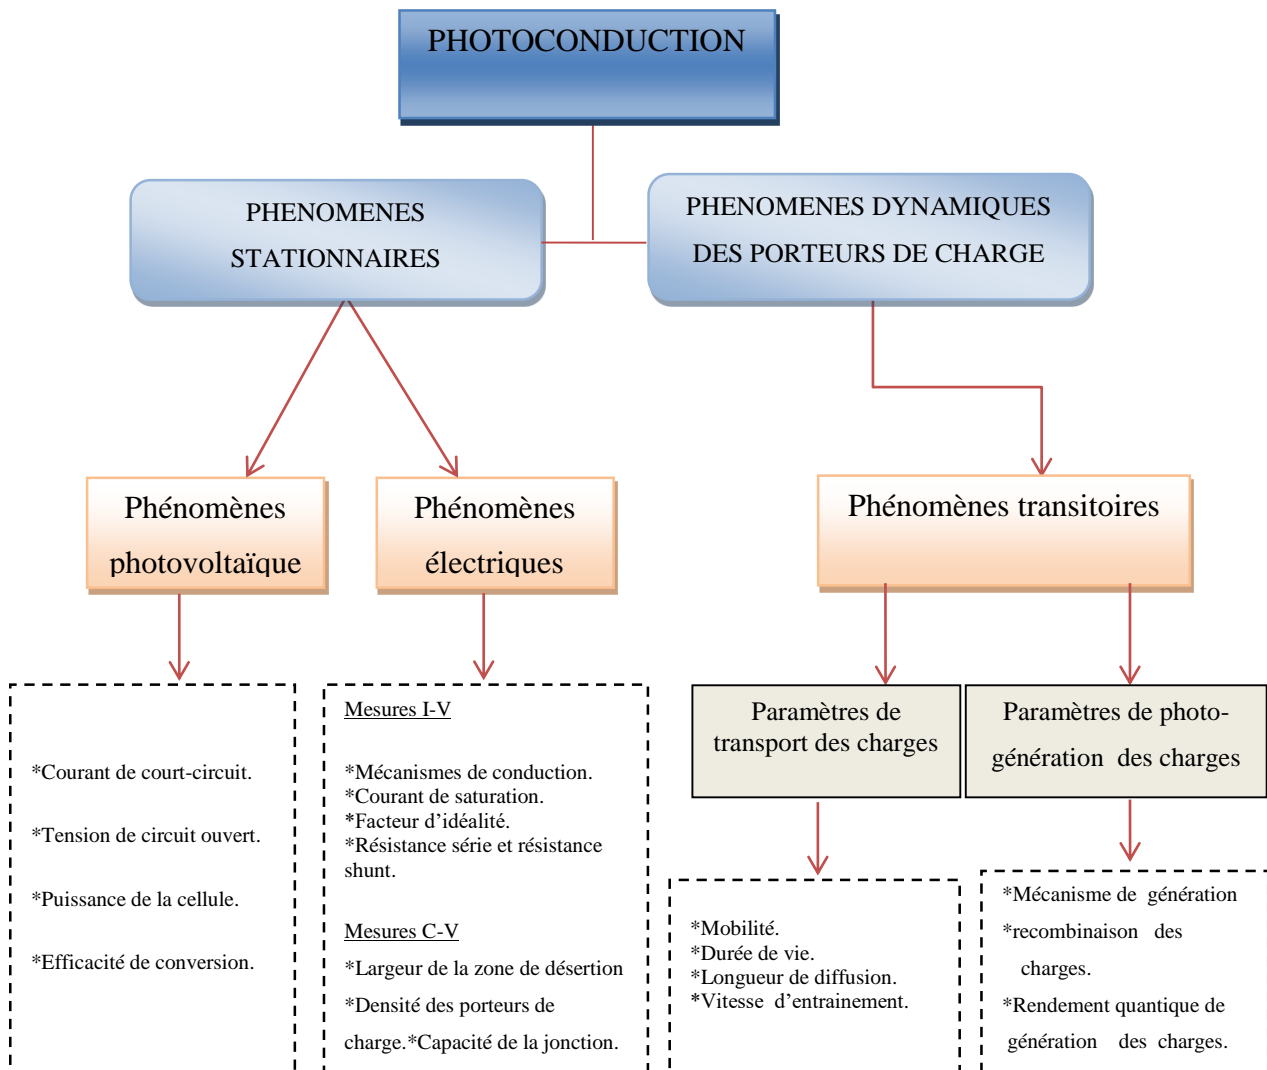 PHOTOCONDUCTION
PHENOMENES
STATIONNAIRES
PHENOMENES DYNAMIQUES
DES PORTEURS DE CHARGE
Phénomènes
photovoltaïque
Phénomènes
électriques
Phénomènes transitoires
*Courant de court-circuit.
*Tension de circuit ouvert.
*Puissance de la cellule.
*Efficacité de conversion.
Mesures I-V
*Mécanismes de conduction.
*Courant de saturation.
*Facteur d’idéalité.
*Résistance série et résistance
shunt.
Mesures C-V
*Largeur de la zone de désertion
*Densité des porteurs de
charge.*Capacité de la jonction.
Paramètres de
transport des charges
Paramètres de photo-
génération des charges
*Mobilité.
*Durée de vie.
*Longueur de diffusion.
*Vitesse d’entrainement.
*Mécanisme de génération
*recombinaison des
charges.
*Rendement quantique de
génération des charges.